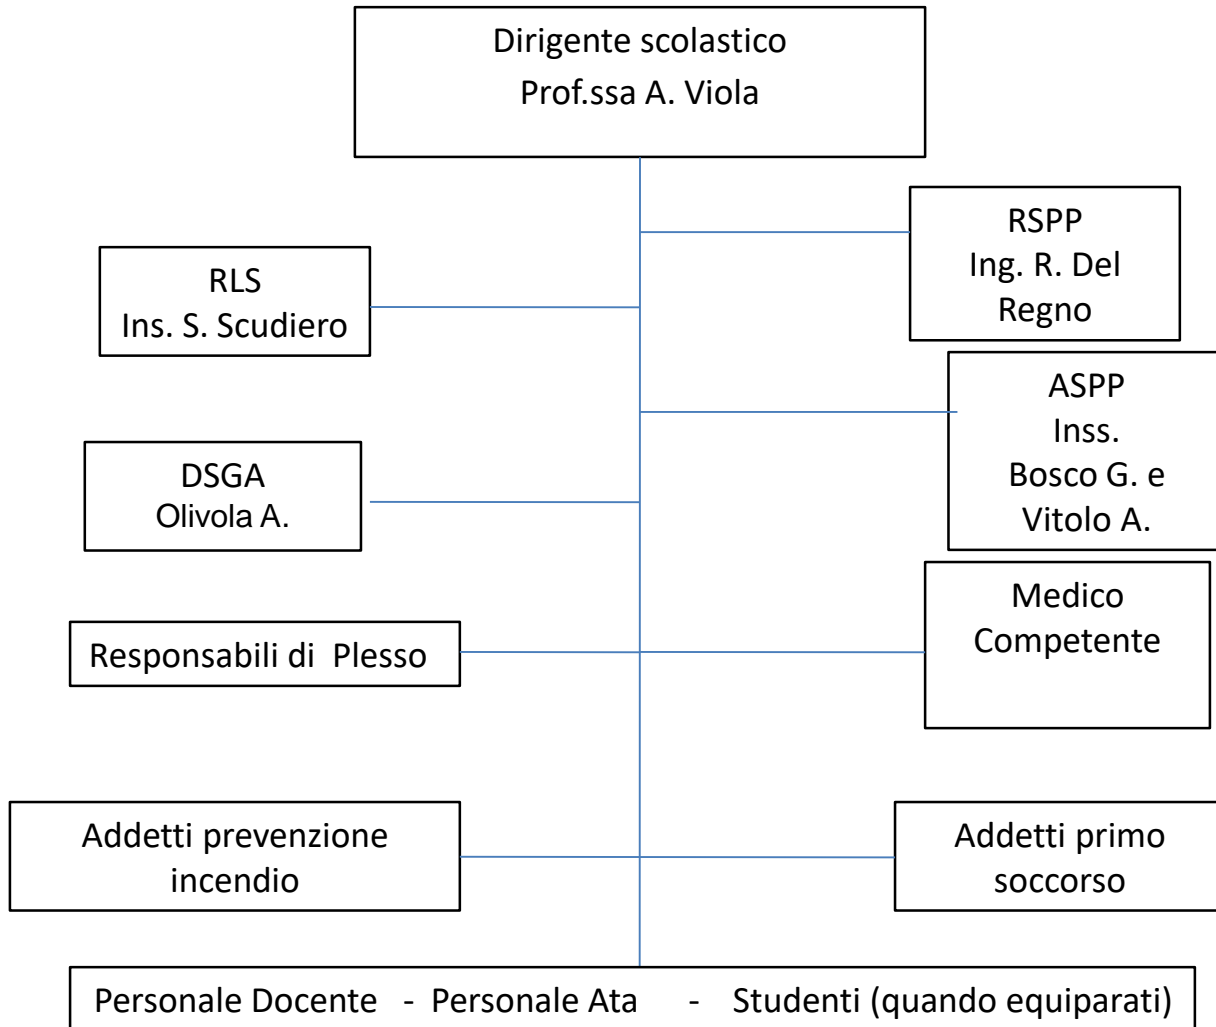 Dirigente scolastico
Prof.ssa A. Viola
RSPP
Ing. R. Del
Regno
RLS
Ins. S. Scudiero
ASPP
Inss.
Bosco G. e
Vitolo A.
DSGA
Olivola A.
Medico
Competente
Responsabili di Plesso
Addetti prevenzione
incendio
Addetti primo
soccorso
Personale Docente - Personale Ata - Studenti (quando equiparati)